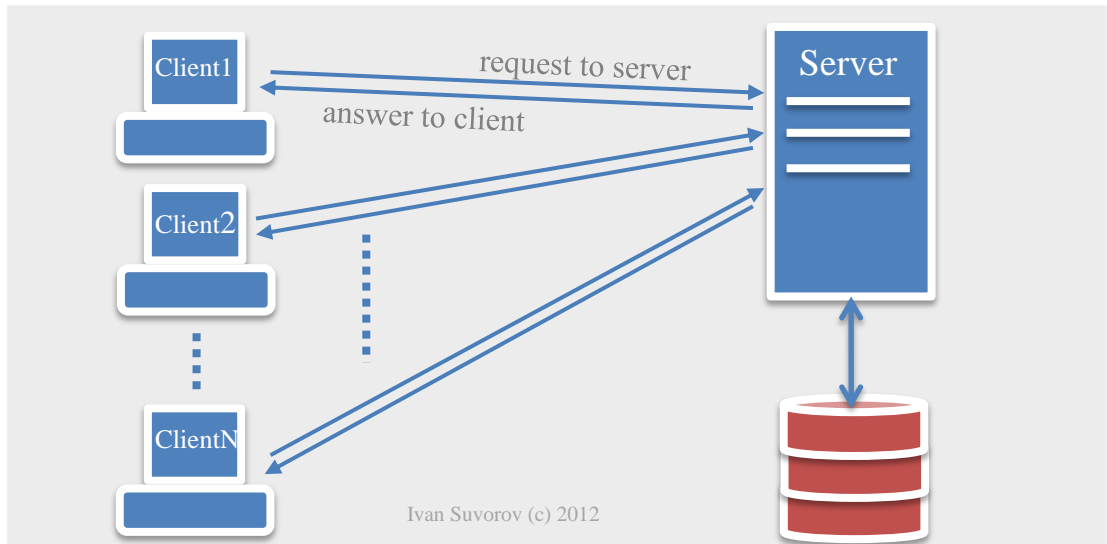 Client1
request to server
Server
answer to client
Client2
ClientN
Ivan Suvorov (c) 2012